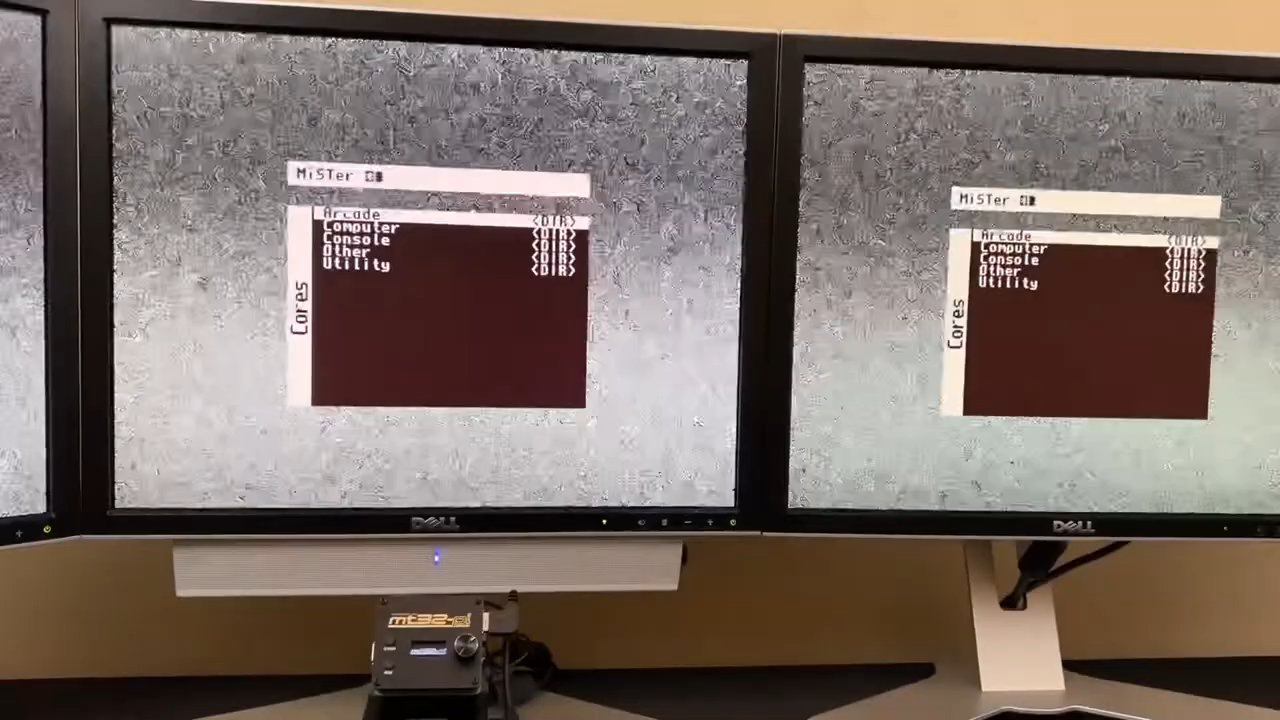 MiSTer
Arcade <DIR>
Computer <DIR>
Console <DIR>
Other <DIR>
Utility <DIR>
Cores
DELL
mt32-pi
MiSTer
Arcade <DIR>
Computer <DIR>
Console <DIR>
Other <DIR>
Utility <DIR>
Cores
DELL